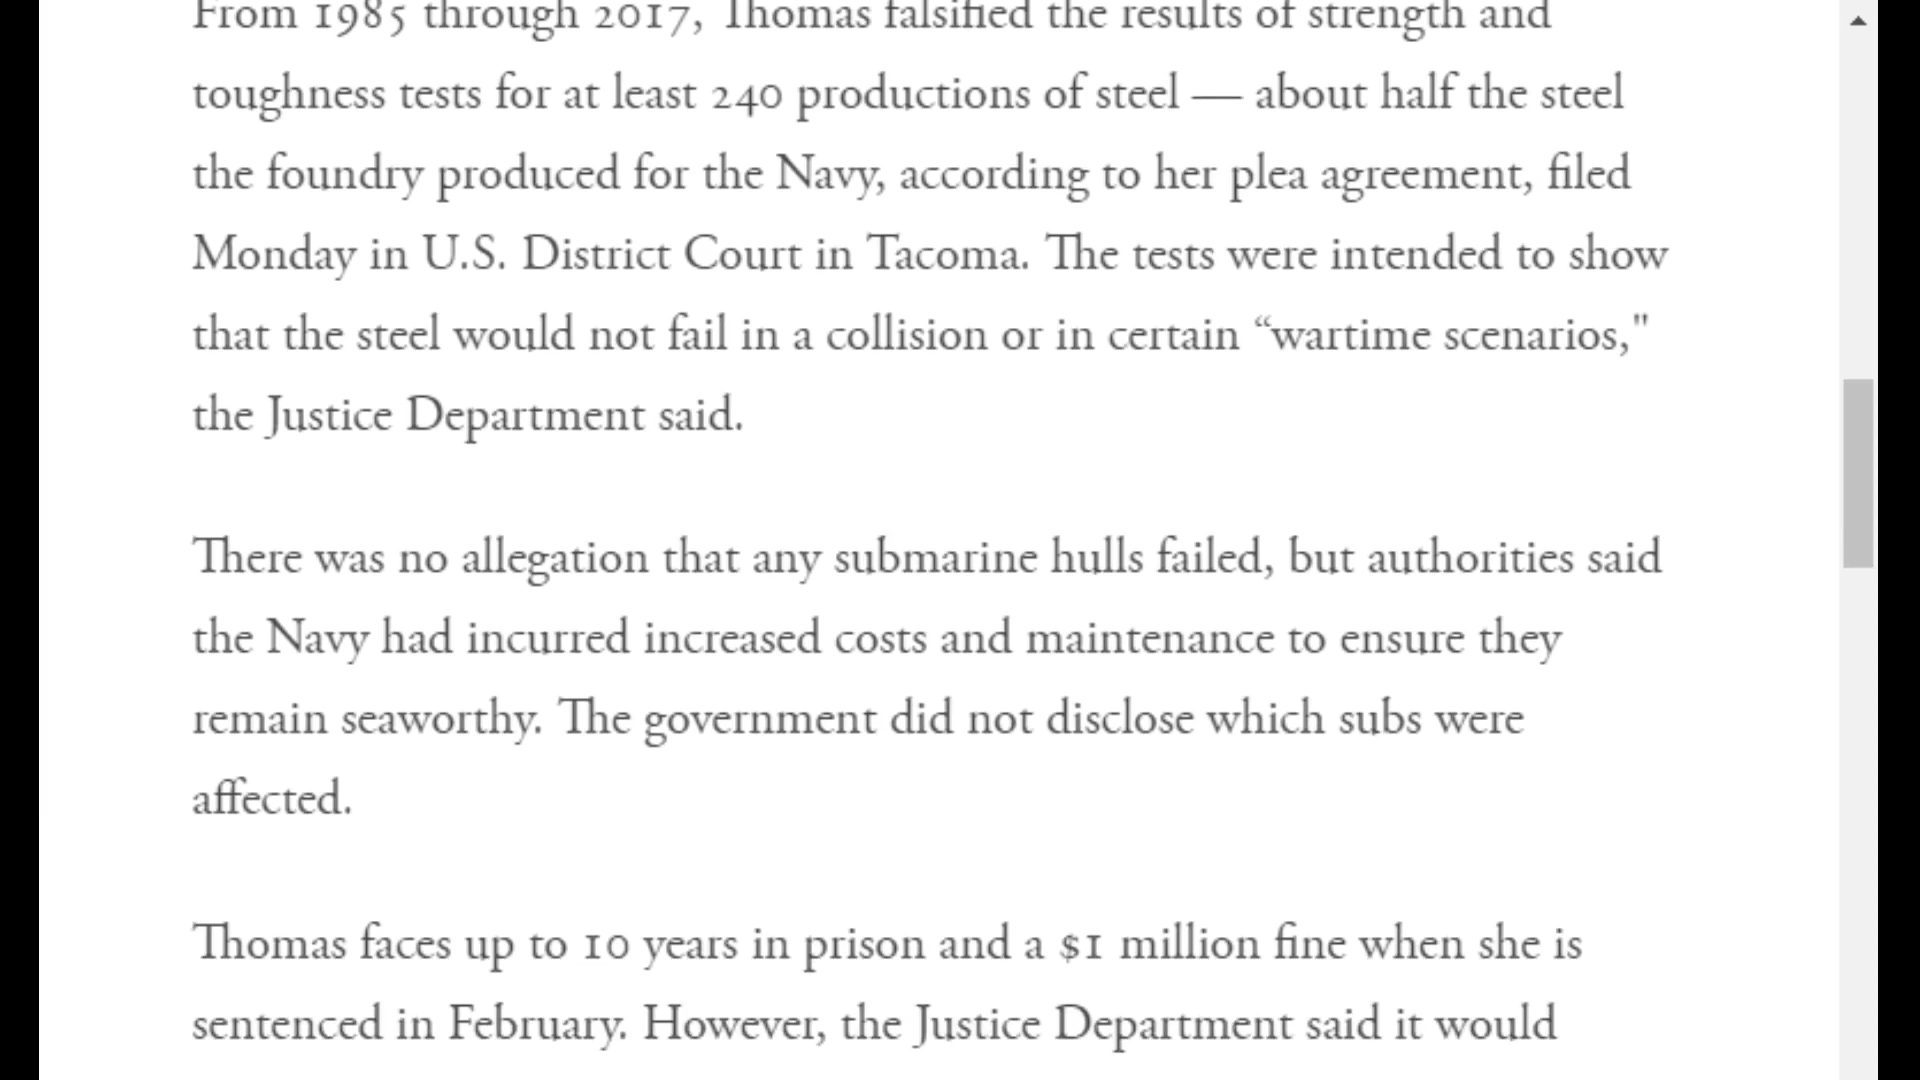 From 1985 through 2017, Thomas falsified the results of strength and
toughness tests for at least 240 productions of steel — about half the steel
the foundry produced for the Navy, according to her plea agreement, filed
Monday in U.S. District Court in Tacoma. The tests were intended to show
that the steel would not fail in a collision or in certain “wartime scenarios,"
the Justice Department said.
There was no allegation that any submarine hulls failed, but authorities said
the Navy had incurred increased costs and maintenance to ensure they
remain seaworthy. The government did not disclose which subs were
affected.
Thomas faces up to 10 years in prison and a $1 million fine when she is
sentenced in February. However, the Justice Department said it would